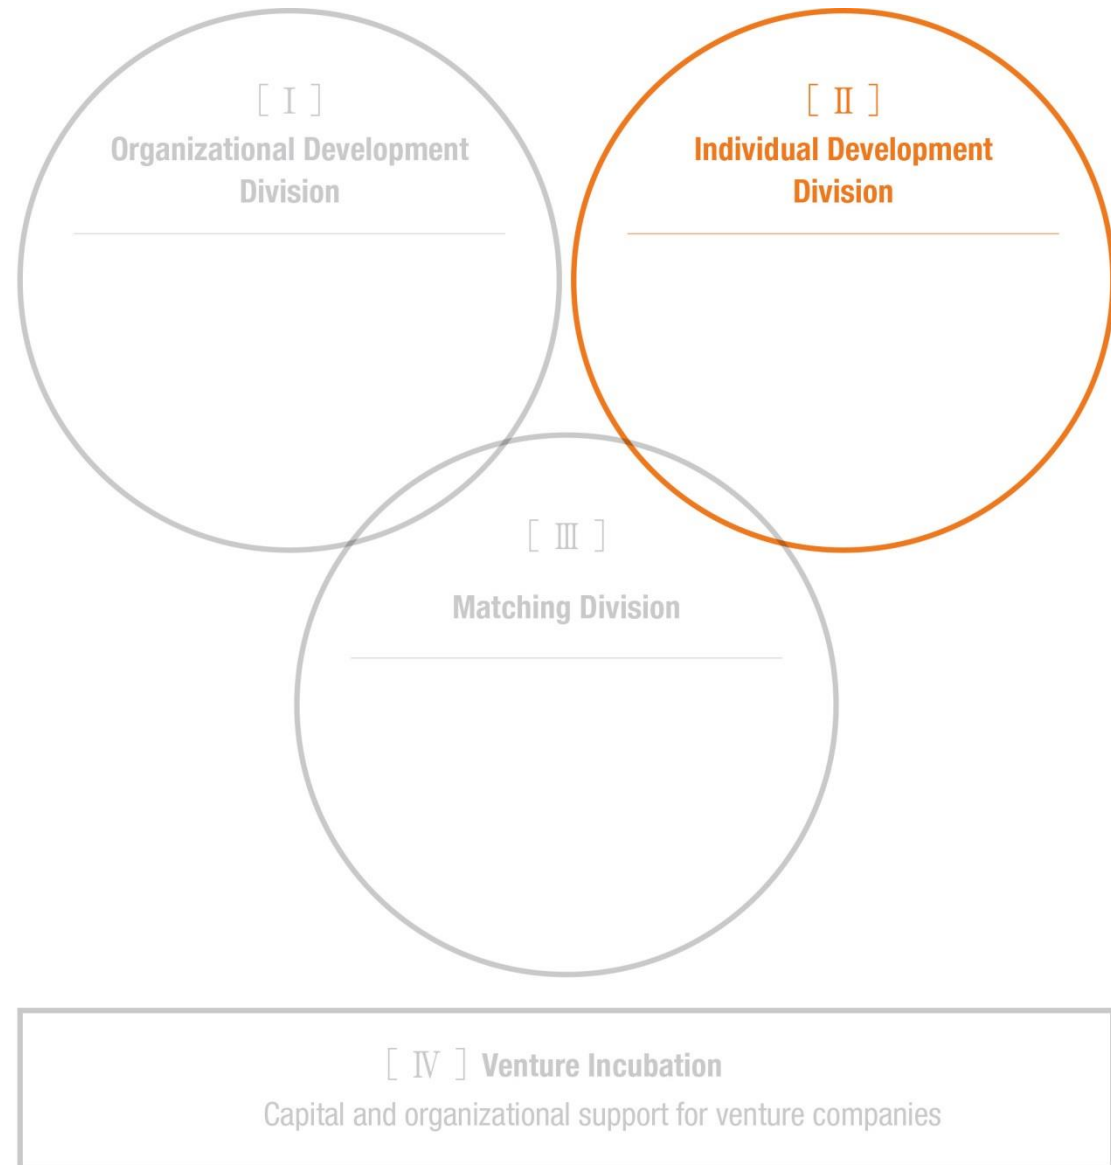 [ Ⅰ ]
Organizational Development
Division
[ Ⅱ ]
Individual Development
Division
[ Ⅲ ]
Matching Division
[ Ⅳ ] Venture Incubation
Capital and organizational support for venture companies